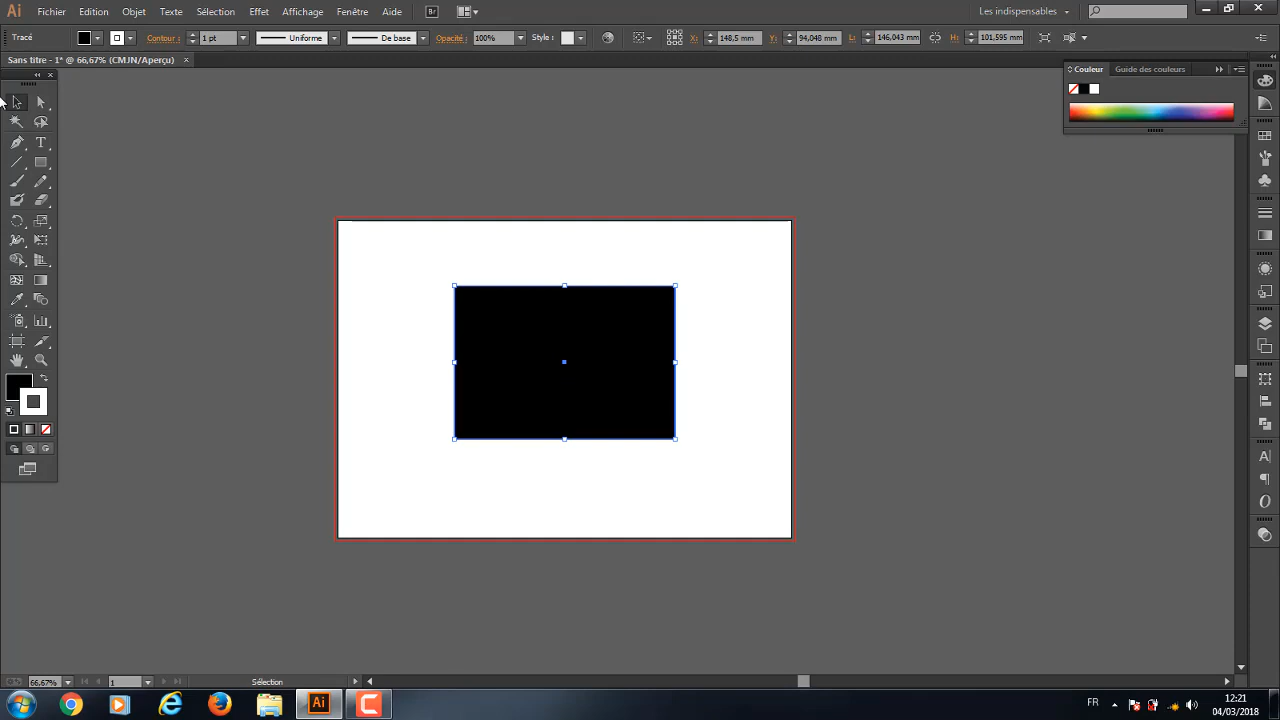 Ai Fichier Edition Objet Texte Sélection Effet Affichage Fenêtre Aide Br Les indispensables
Tracé Contour : 1 pt Uniforme De base Opacité : 100% Style : X : 148,5 mm Y : 94,048 mm L : 146,043 mm H : 101,595 mm
Sans titre - 1* @ 66,67% (CMJN/Aperçu) ×
Couleur Guide des couleurs
66,67% 1 Sélection
Ai FR 12:21
04/03/2018